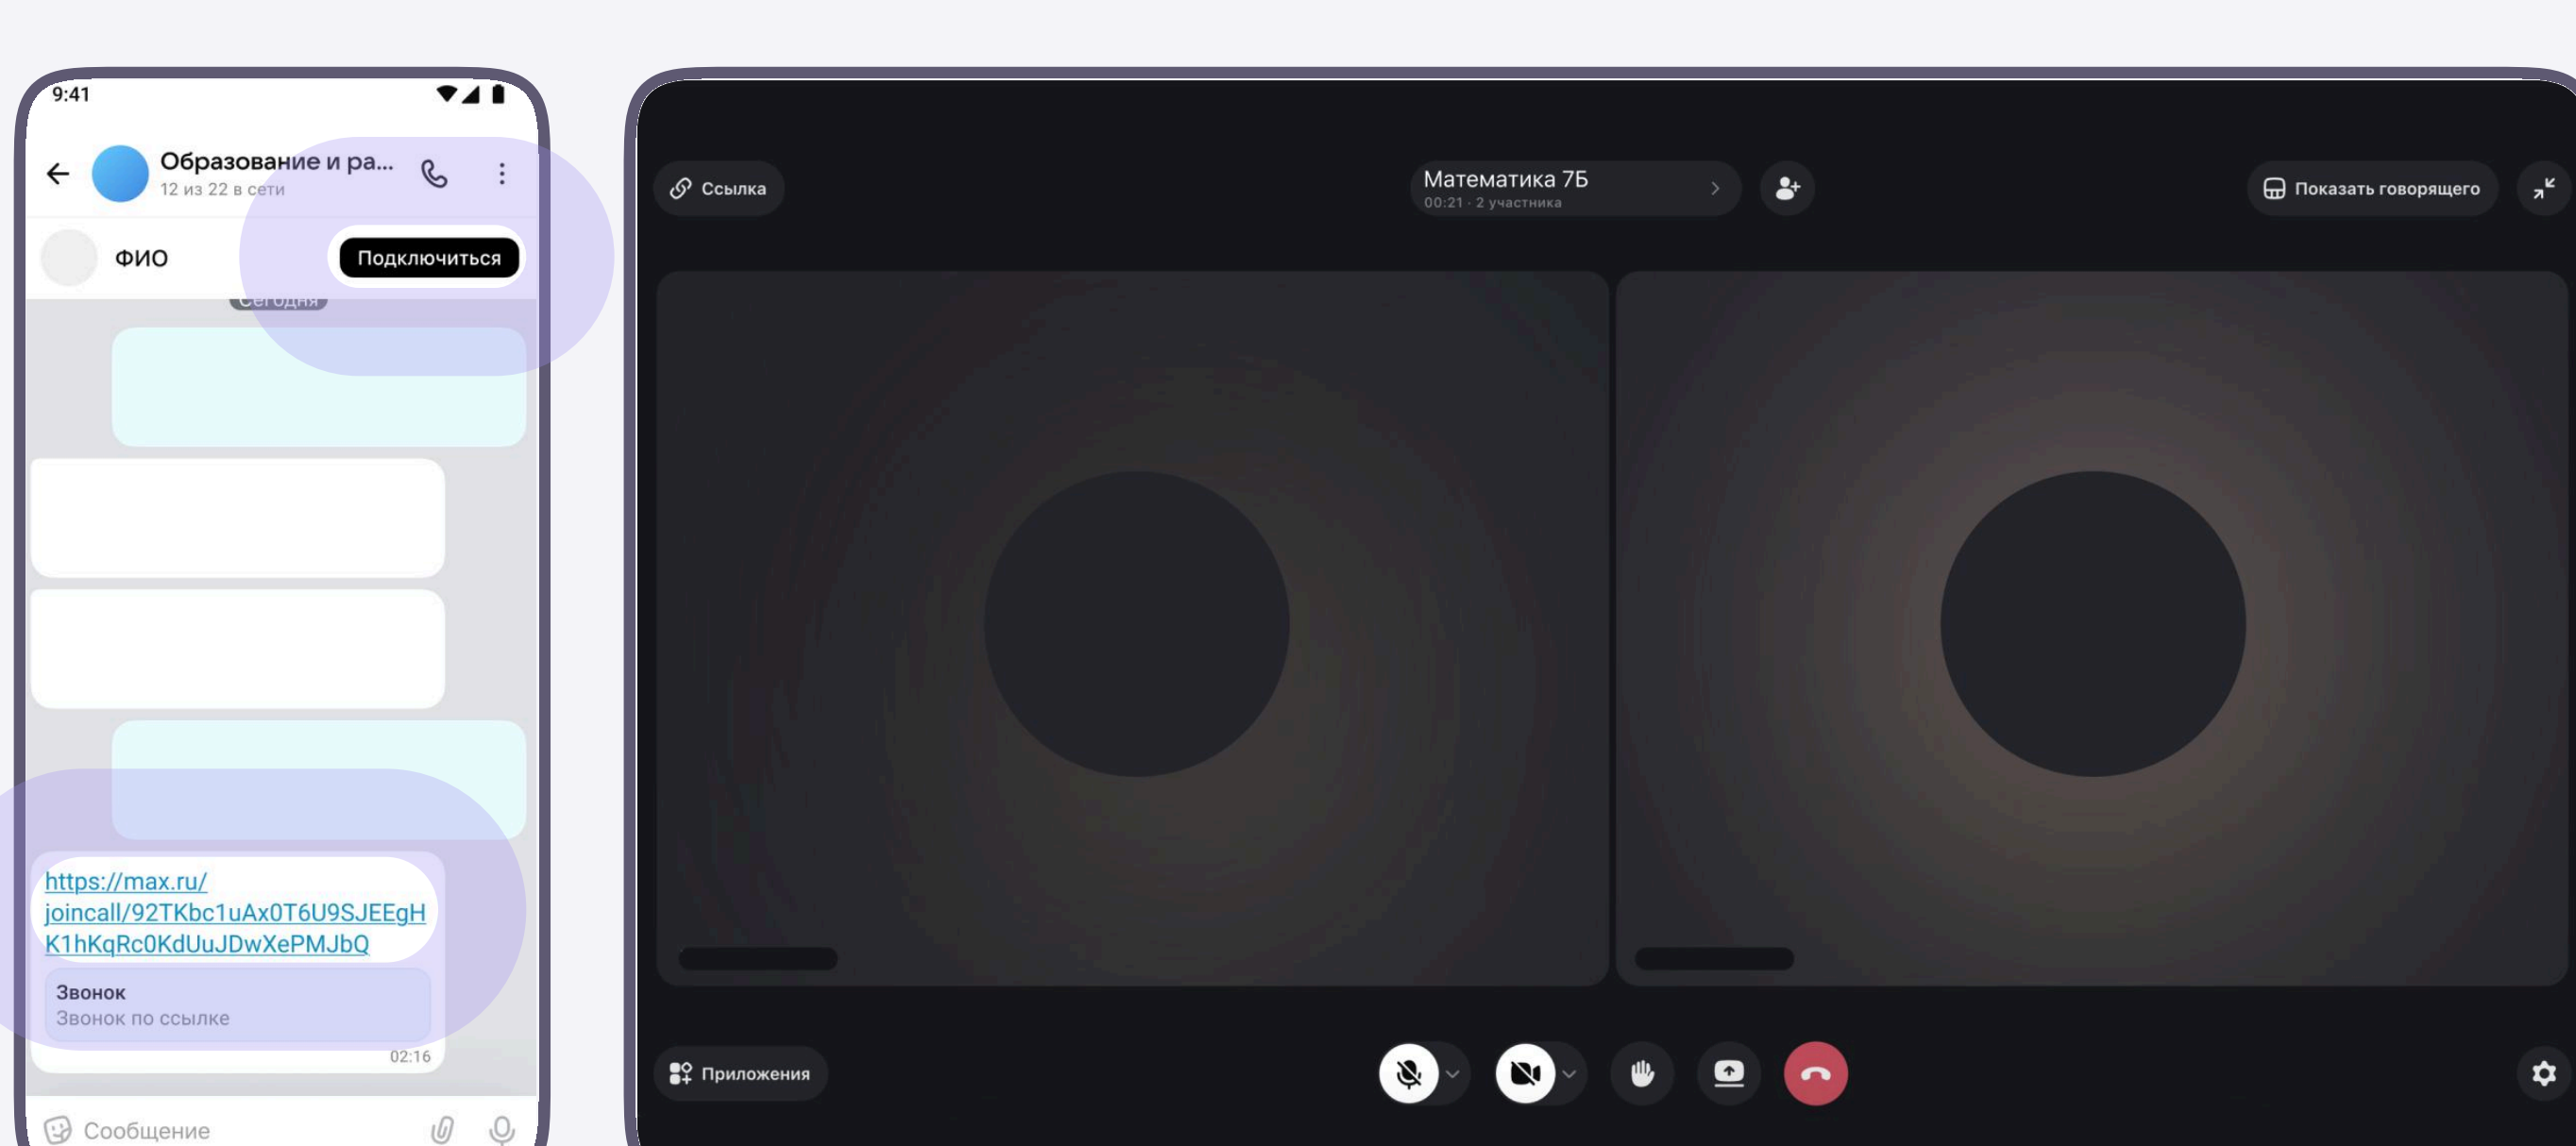 9:41
Образование и ра...
12 из 22 в сети
ФИО
Подключиться
Сегодня
https://max.ru/
joincall/92TKbc1uAx0T6U9SJEEgH
K1hKqRc0KdUuJDwXePMJbQ
Звонок
Звонок по ссылке
02:16
Сообщение
Ссылка
Математика 7Б
00:21 · 2 участника
Показать говорящего
Приложения